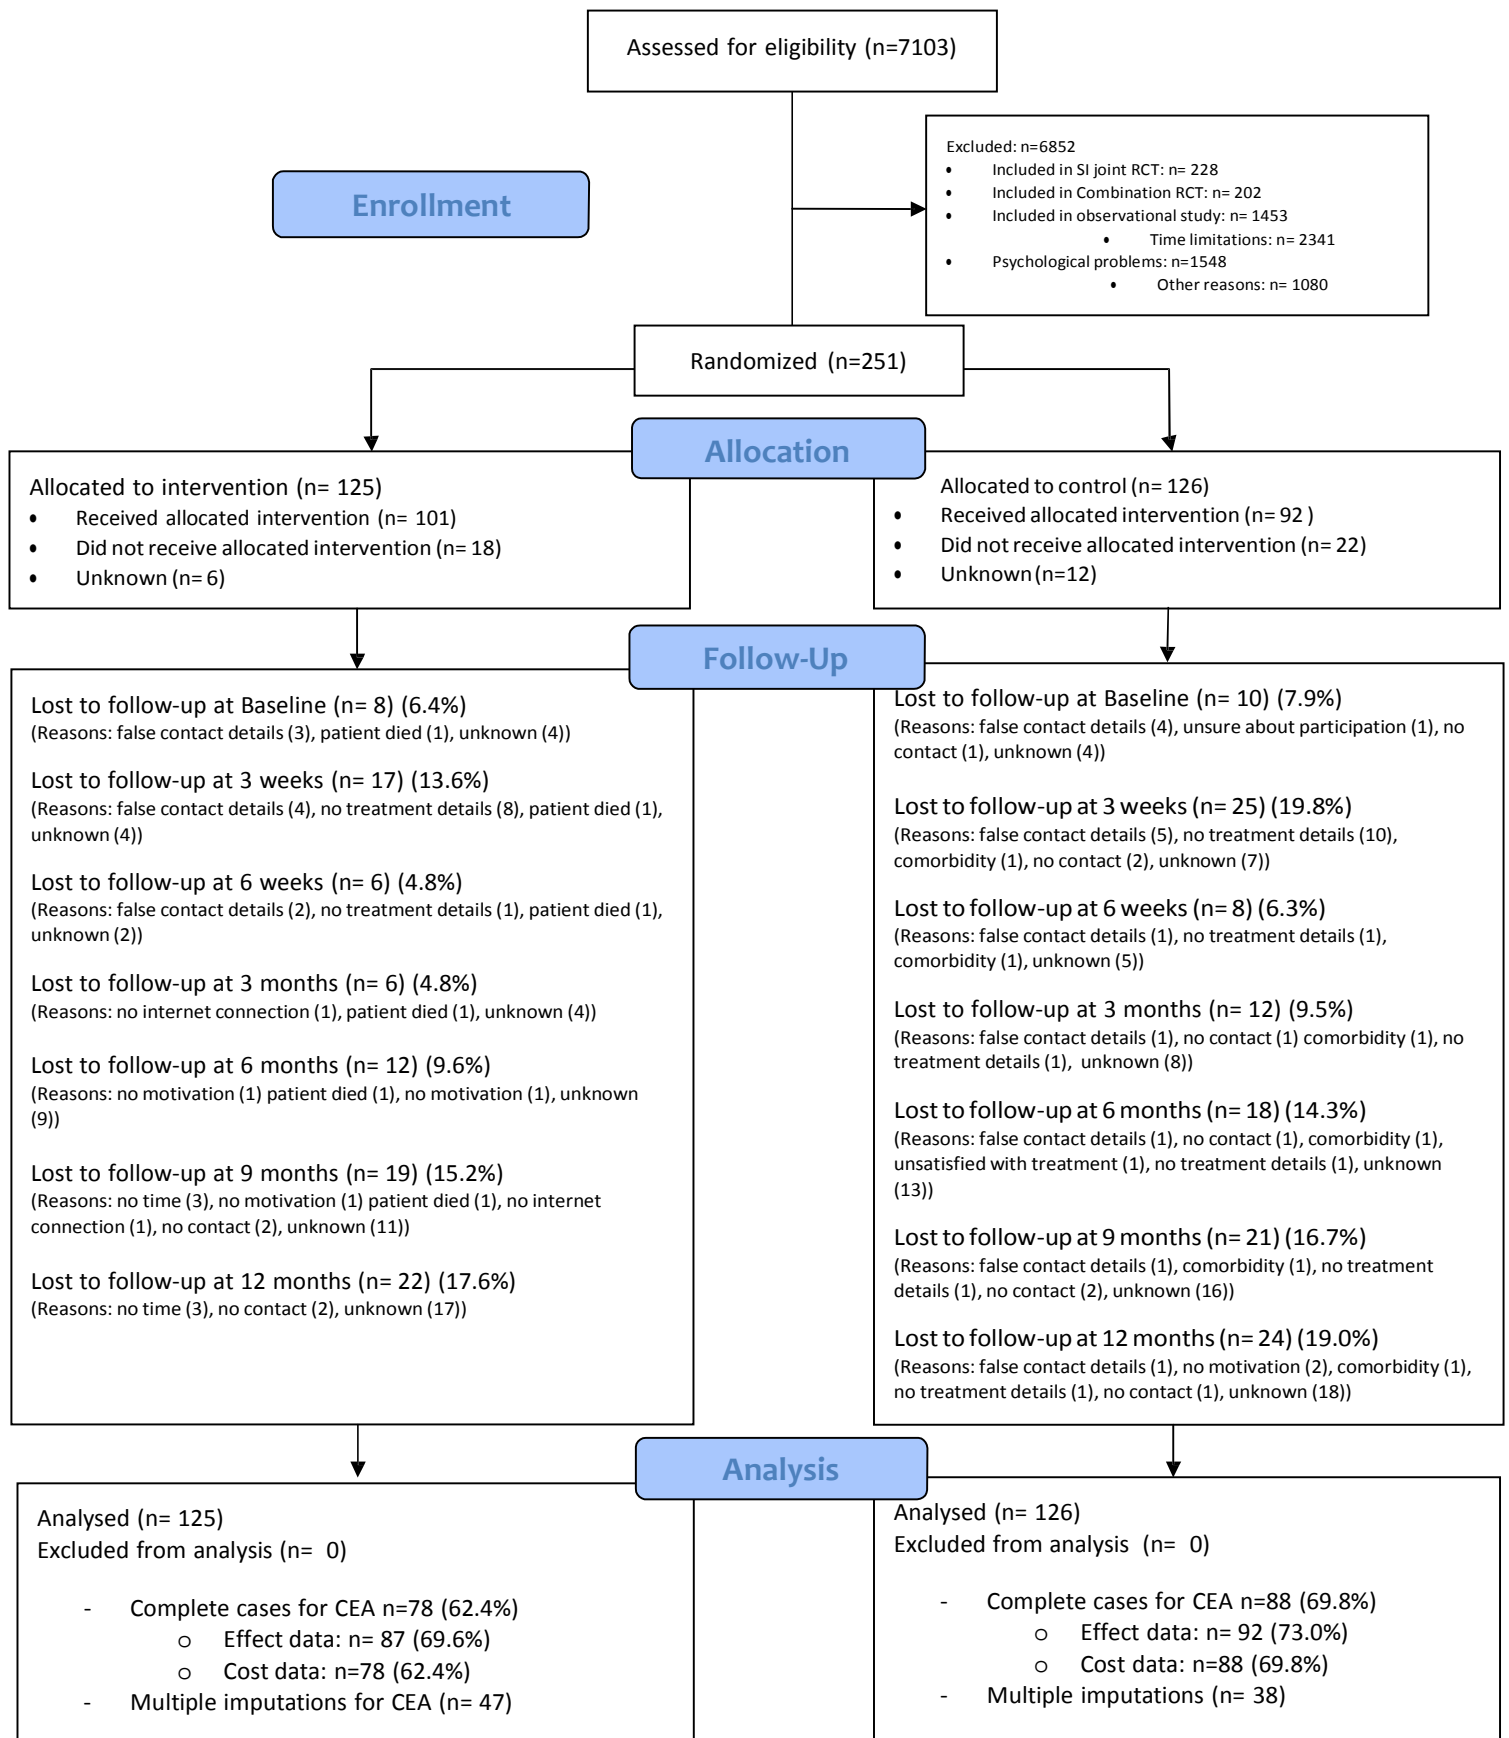 Assessed for eligibility (n=7103)
Excluded: n=6852
• Included in SI joint RCT: n= 228
• Included in Combination RCT: n= 202
• Included in observational study: n= 1453
• Time limitations: n= 2341
• Psychological problems: n=1548
• Other reasons: n= 1080
Enrollment
Randomized (n=251)
Allocation
Allocated to intervention (n= 125)
• Received allocated intervention (n= 101)
• Did not receive allocated intervention (n= 18)
• Unknown (n= 6)
Allocated to control (n= 126)
• Received allocated intervention (n= 92 )
• Did not receive allocated intervention (n= 22)
• Unknown (n=12)
Follow-Up
Lost to follow-up at Baseline (n= 8) (6.4%)
(Reasons: false contact details (3), patient died (1), unknown (4))
Lost to follow-up at 3 weeks (n= 17) (13.6%)
(Reasons: false contact details (4), no treatment details (8), patient died (1),
unknown (4))
Lost to follow-up at 6 weeks (n= 6) (4.8%)
(Reasons: false contact details (2), no treatment details (1), patient died (1),
unknown (2))
Lost to follow-up at 3 months (n= 6) (4.8%)
(Reasons: no internet connection (1), patient died (1), unknown (4))
Lost to follow-up at 6 months (n= 12) (9.6%)
(Reasons: no motivation (1) patient died (1), no motivation (1), unknown
(9))
Lost to follow-up at 9 months (n= 19) (15.2%)
(Reasons: no time (3), no motivation (1) patient died (1), no internet
connection (1), no contact (2), unknown (11))
Lost to follow-up at 12 months (n= 22) (17.6%)
(Reasons: no time (3), no contact (2), unknown (17))
Lost to follow-up at Baseline (n= 10) (7.9%)
(Reasons: false contact details (4), unsure about participation (1), no
contact (1), unknown (4))
Lost to follow-up at 3 weeks (n= 25) (19.8%)
(Reasons: false contact details (5), no treatment details (10),
comorbidity (1), no contact (2), unknown (7))
Lost to follow-up at 6 weeks (n= 8) (6.3%)
(Reasons: false contact details (1), no treatment details (1),
comorbidity (1), unknown (5))
Lost to follow-up at 3 months (n= 12) (9.5%)
(Reasons: false contact details (1), no contact (1) comorbidity (1), no
treatment details (1), unknown (8))
Lost to follow-up at 6 months (n= 18) (14.3%)
(Reasons: false contact details (1), no contact (1), comorbidity (1),
unsatisfied with treatment (1), no treatment details (1), unknown
(13))
Lost to follow-up at 9 months (n= 21) (16.7%)
(Reasons: false contact details (1), comorbidity (1), no treatment
details (1), no contact (2), unknown (16))
Lost to follow-up at 12 months (n= 24) (19.0%)
(Reasons: false contact details (1), no motivation (2), comorbidity (1),
no treatment details (1), no contact (1), unknown (18))
Analysis
Analysed (n= 125)
Excluded from analysis (n= 0)
- Complete cases for CEA n=78 (62.4%)
o Effect data: n= 87 (69.6%)
o Cost data: n=78 (62.4%)
- Multiple imputations for CEA (n= 47)
Analysed (n= 126)
Excluded from analysis (n= 0)
- Complete cases for CEA n=88 (69.8%)
o Effect data: n= 92 (73.0%)
o Cost data: n=88 (69.8%)
- Multiple imputations (n= 38)